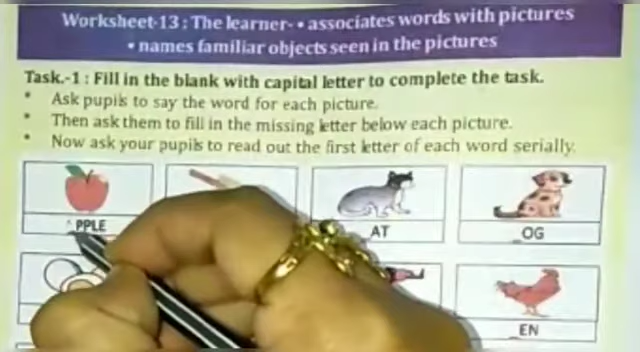 Worksheet-13 : The learner- • associates words with pictures
• names familiar objects seen in the pictures
Task.-1 : Fill in the blank with capital letter to complete the task.
* Ask pupils to say the word for each picture.
* Then ask them to fill in the missing letter below each picture.
* Now ask your pupils to read out the first letter of each word serially.
PPLE
_AT
_OG
_EN